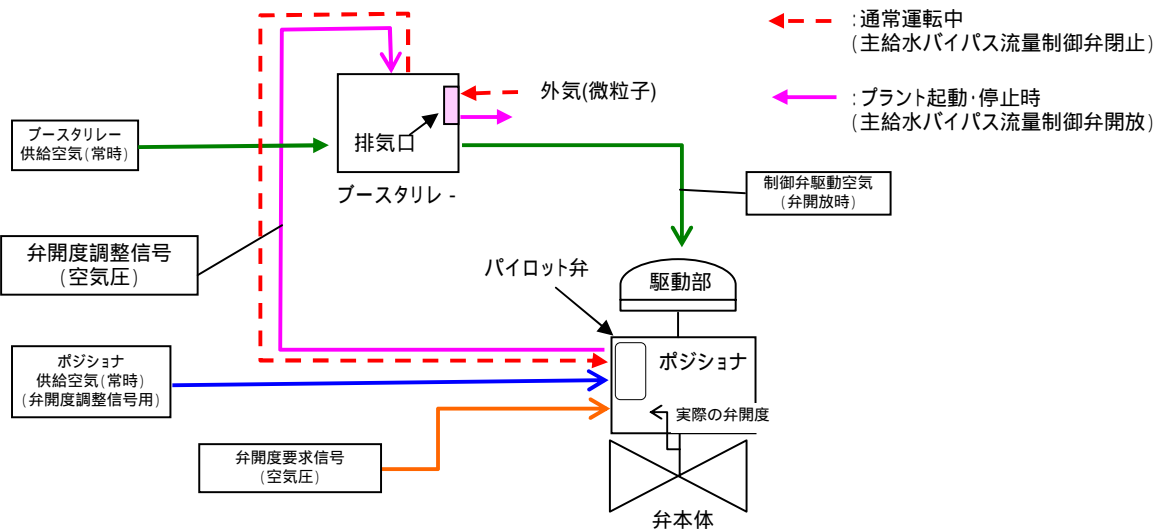 :通常運転中
(主給水バイパス流量制御弁閉止)
:プラント起動・停止時
(主給水バイパス流量制御弁開放)
外気(微粒子)
排気口
ブースタリレ -
ブースタリレー
供給空気(常時)
制御弁駆動空気
(弁開放時)
弁開度調整信号
(空気圧)
パイロット弁
駆動部
ポジショナ
実際の弁開度
ポジショナ
供給空気(常時)
(弁開度調整信号用)
弁開度要求信号
(空気圧)
弁本体